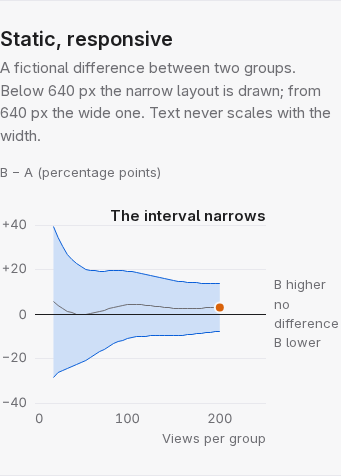 Static, responsive
A fictional difference between two groups.
Below 640 px the narrow layout is drawn; from
640 px the wide one. Text never scales with the
width.
B − A (percentage points)
The interval narrows
+40
+20
0
−20
−40
B higher
no
difference
B lower
0 100 200
Views per group